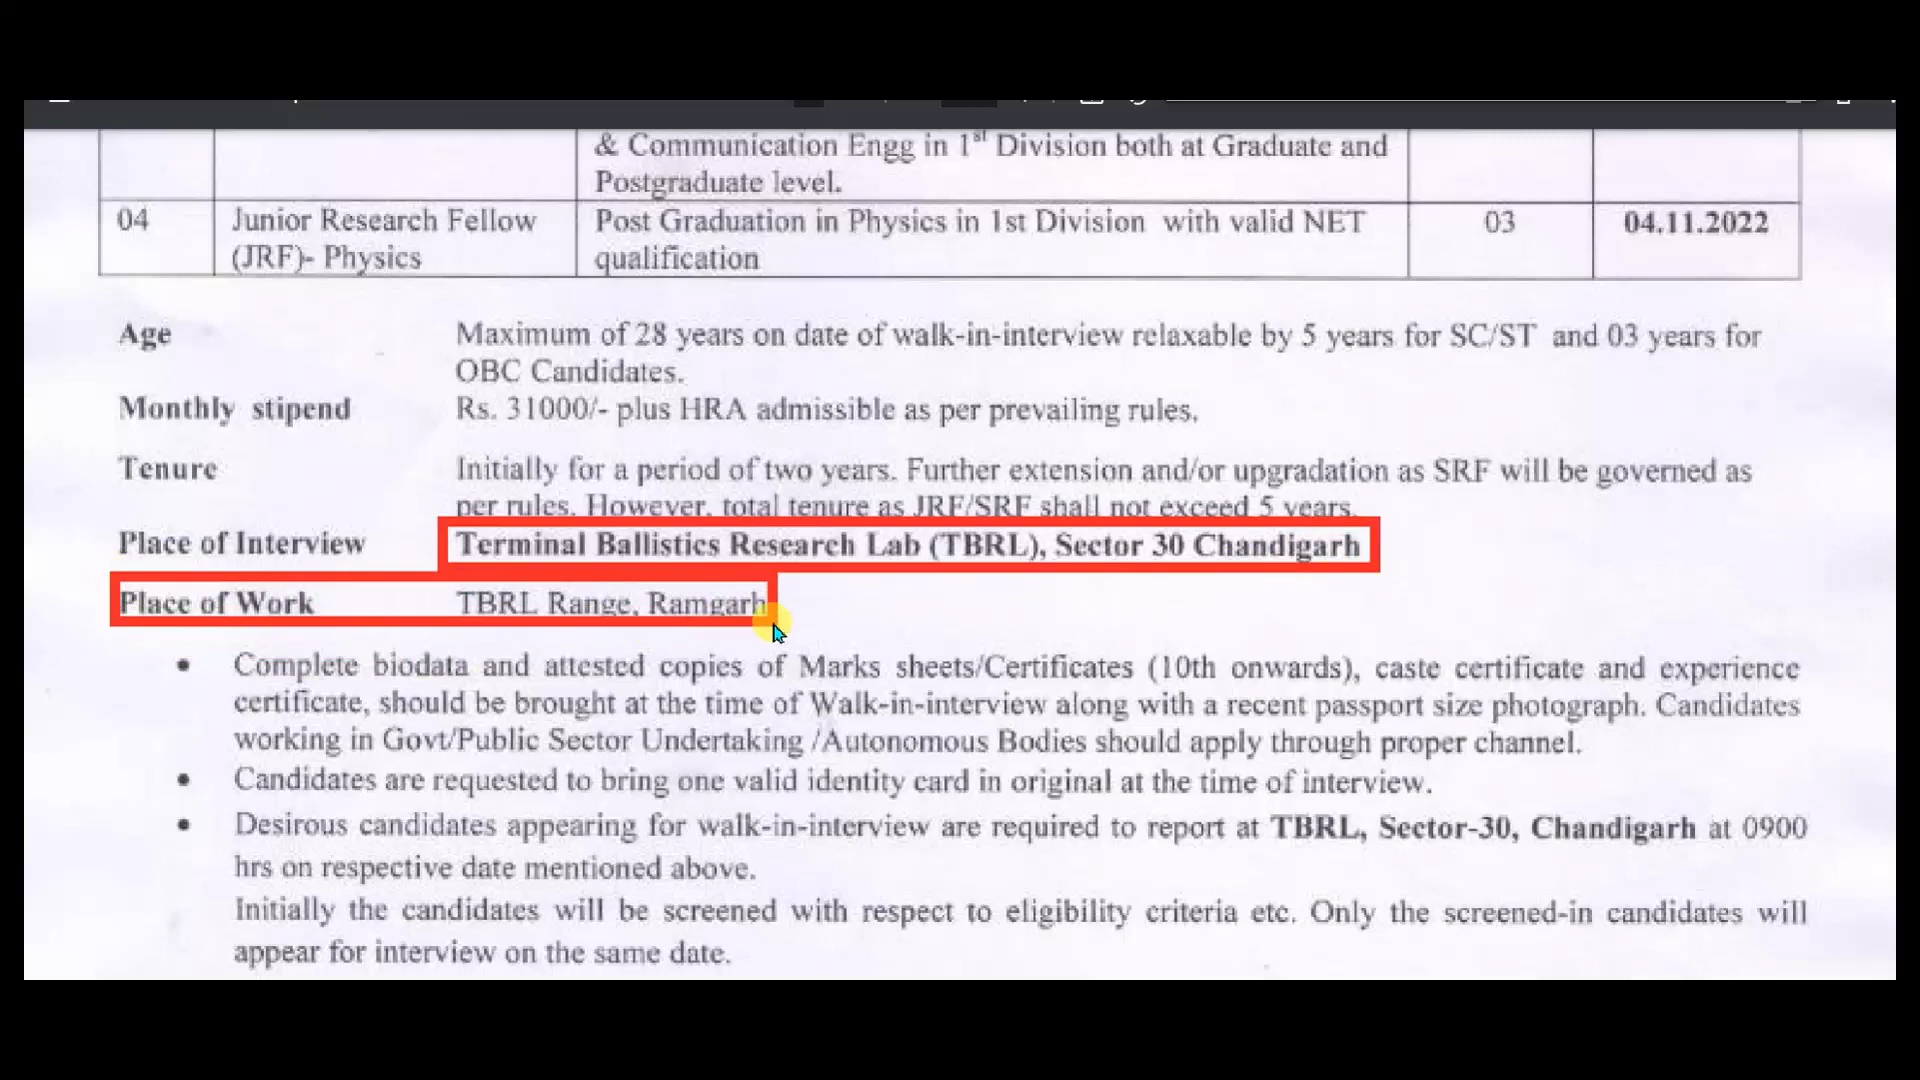 & Communication Engg in 1st Division both at Graduate and
Postgraduate level.
04 Junior Research Fellow Post Graduation in Physics in 1st Division with valid NET 03 04.11.2022
(JRF)- Physics qualification
Age Maximum of 28 years on date of walk-in-interview relaxable by 5 years for SC/ST and 03 years for
OBC Candidates.
Monthly stipend Rs. 31000/- plus HRA admissible as per prevailing rules.
Tenure Initially for a period of two years. Further extension and/or upgradation as SRF will be governed as
per rules. However, total tenure as JRF/SRF shall not exceed 5 years.
Place of Interview Terminal Ballistics Research Lab (TBRL), Sector 30 Chandigarh
Place of Work TBRL Range, Ramgarh
• Complete biodata and attested copies of Marks sheets/Certificates (10th onwards), caste certificate and experience
certificate, should be brought at the time of Walk-in-interview along with a recent passport size photograph. Candidates
working in Govt/Public Sector Undertaking /Autonomous Bodies should apply through proper channel.
• Candidates are requested to bring one valid identity card in original at the time of interview.
• Desirous candidates appearing for walk-in-interview are required to report at TBRL, Sector-30, Chandigarh at 0900
hrs on respective date mentioned above.
Initially the candidates will be screened with respect to eligibility criteria etc. Only the screened-in candidates will
appear for interview on the same date.